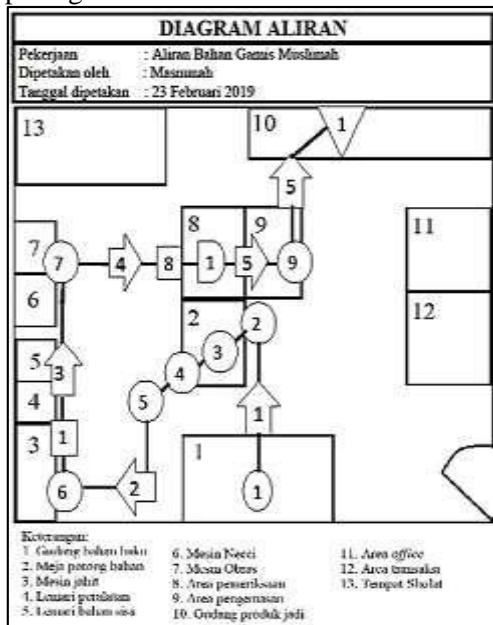 DIAGRAM ALIRAN
Pekerjaan : Aliran Bahan Gamis Muslimah
Dipetakan oleh : Masnunah
Tanggal dipetakan : 23 Februari 2019
13
10
1
5
8
9
11
7
7
4
8
1
5
9
6
2
2
12
3
5
3
4
4
5
1
3
1
1
2
6
1
Keterangan:
1. Gudang bahan baku
2. Meja potong bahan
3. Mesin jahit
4. Lemari peralatan
5. Lemari bahan sisa
6. Mesin Neci
7. Mesin Obras
8. Area pemeriksaan
9. Area pengemasan
10. Gudang produk jadi
11. Area office
12. Area transaksi
13. Tempat Sholat